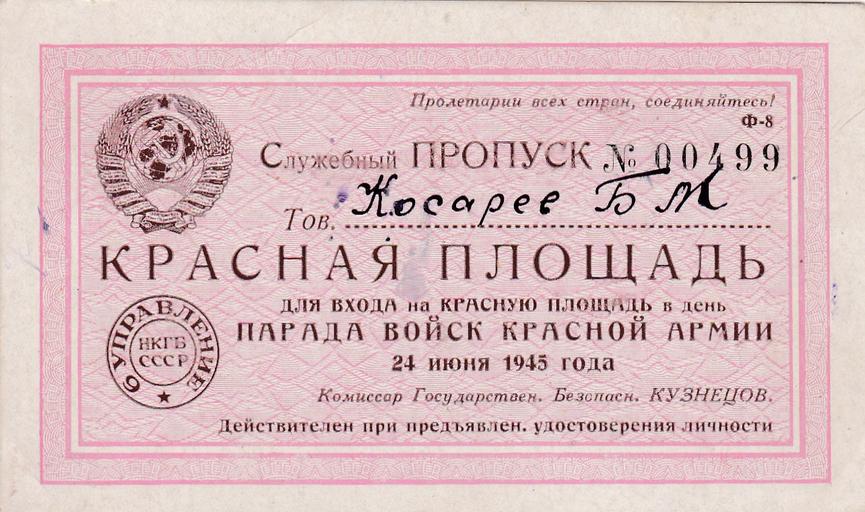 Пролетарии всех стран, соединяйтесь!
Ф-8
Служебный ПРОПУСК № 00499
Тов. Косарев Б М
КРАСНАЯ ПЛОЩАДЬ
ДЛЯ ВХОДА на КРАСНУЮ ПЛОЩАДЬ в день
ПАРАДА ВОЙСК КРАСНОЙ АРМИИ
24 июня 1945 года
6 УПРАВЛЕНИЕ
НКГБ
СССР
Комиссар Государствен. Безопасн. КУЗНЕЦОВ.
Действителен при предъявлен. удостоверения личности